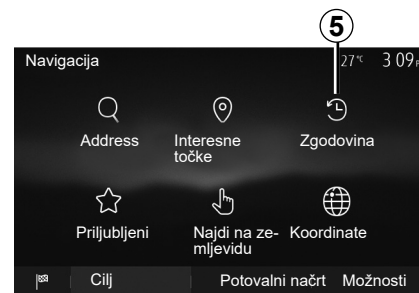 5
Navigacija 27°C 3 09
Address Interesne točke Zgodovina
Priljubljeni Najdi na ze-mljevidu Koordinate
Cilj Potovalni načrt Možnosti